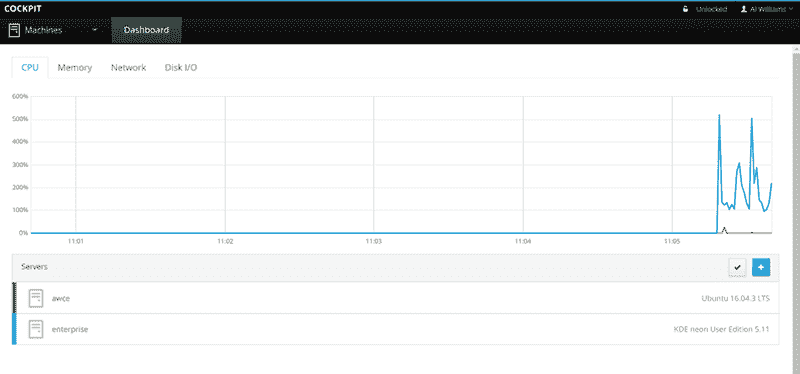 COCKPIT
Unlocked
Al Williams
Machines
Dashboard
CPU Memory Network Disk I/O
600%
500%
400%
300%
200%
100%
0%
11:01 11:02 11:03 11:04 11:05
Servers
awce Ubuntu 16.04.3 LTS
enterprise KDE neon User Edition 5.11